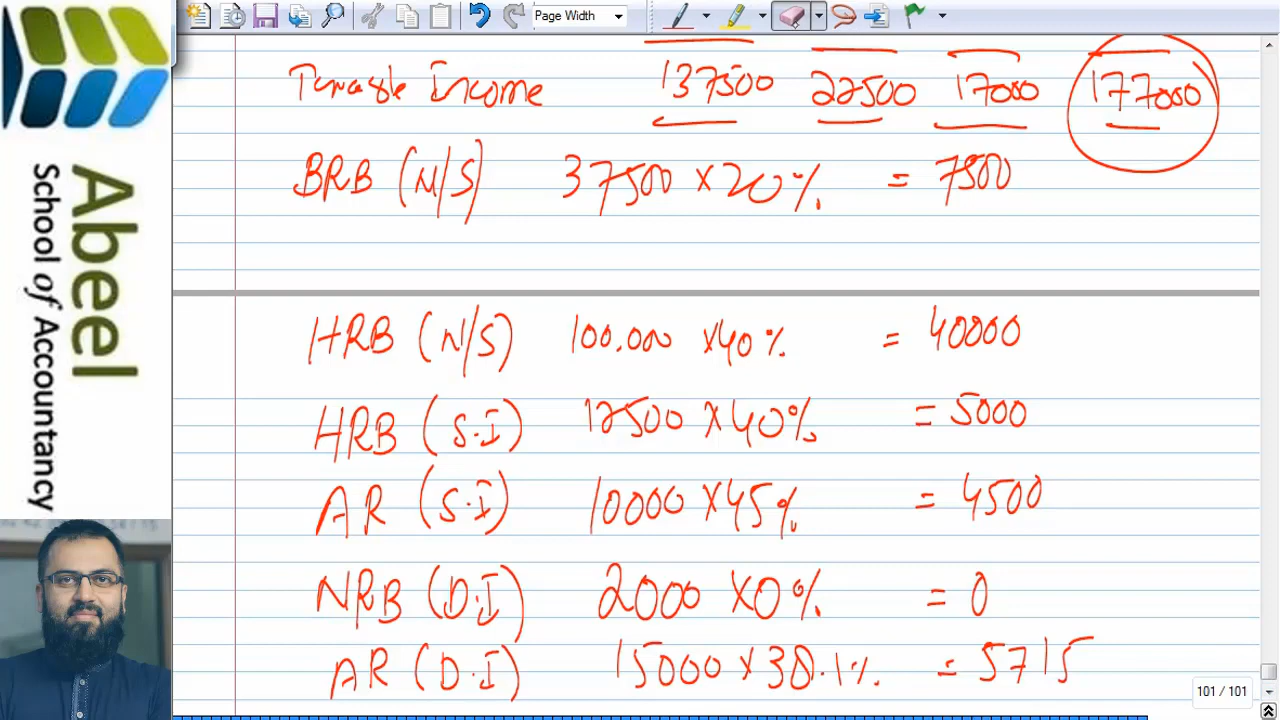 Page Width
Abeel
School of Accountancy
Taxable Income 137500 22500 17000 177000
BRB (N/S) 37500 × 20% = 7500
HRB (N/S) 100.000 × 40% = 40000
HRB (S.I) 12500 × 40% = 5000
AR (S.I) 10000 × 45% = 4500
NRB (D.I) 2000 × 0% = 0
AR (D.I) 15000 × 38.1% = 5715
101 / 101